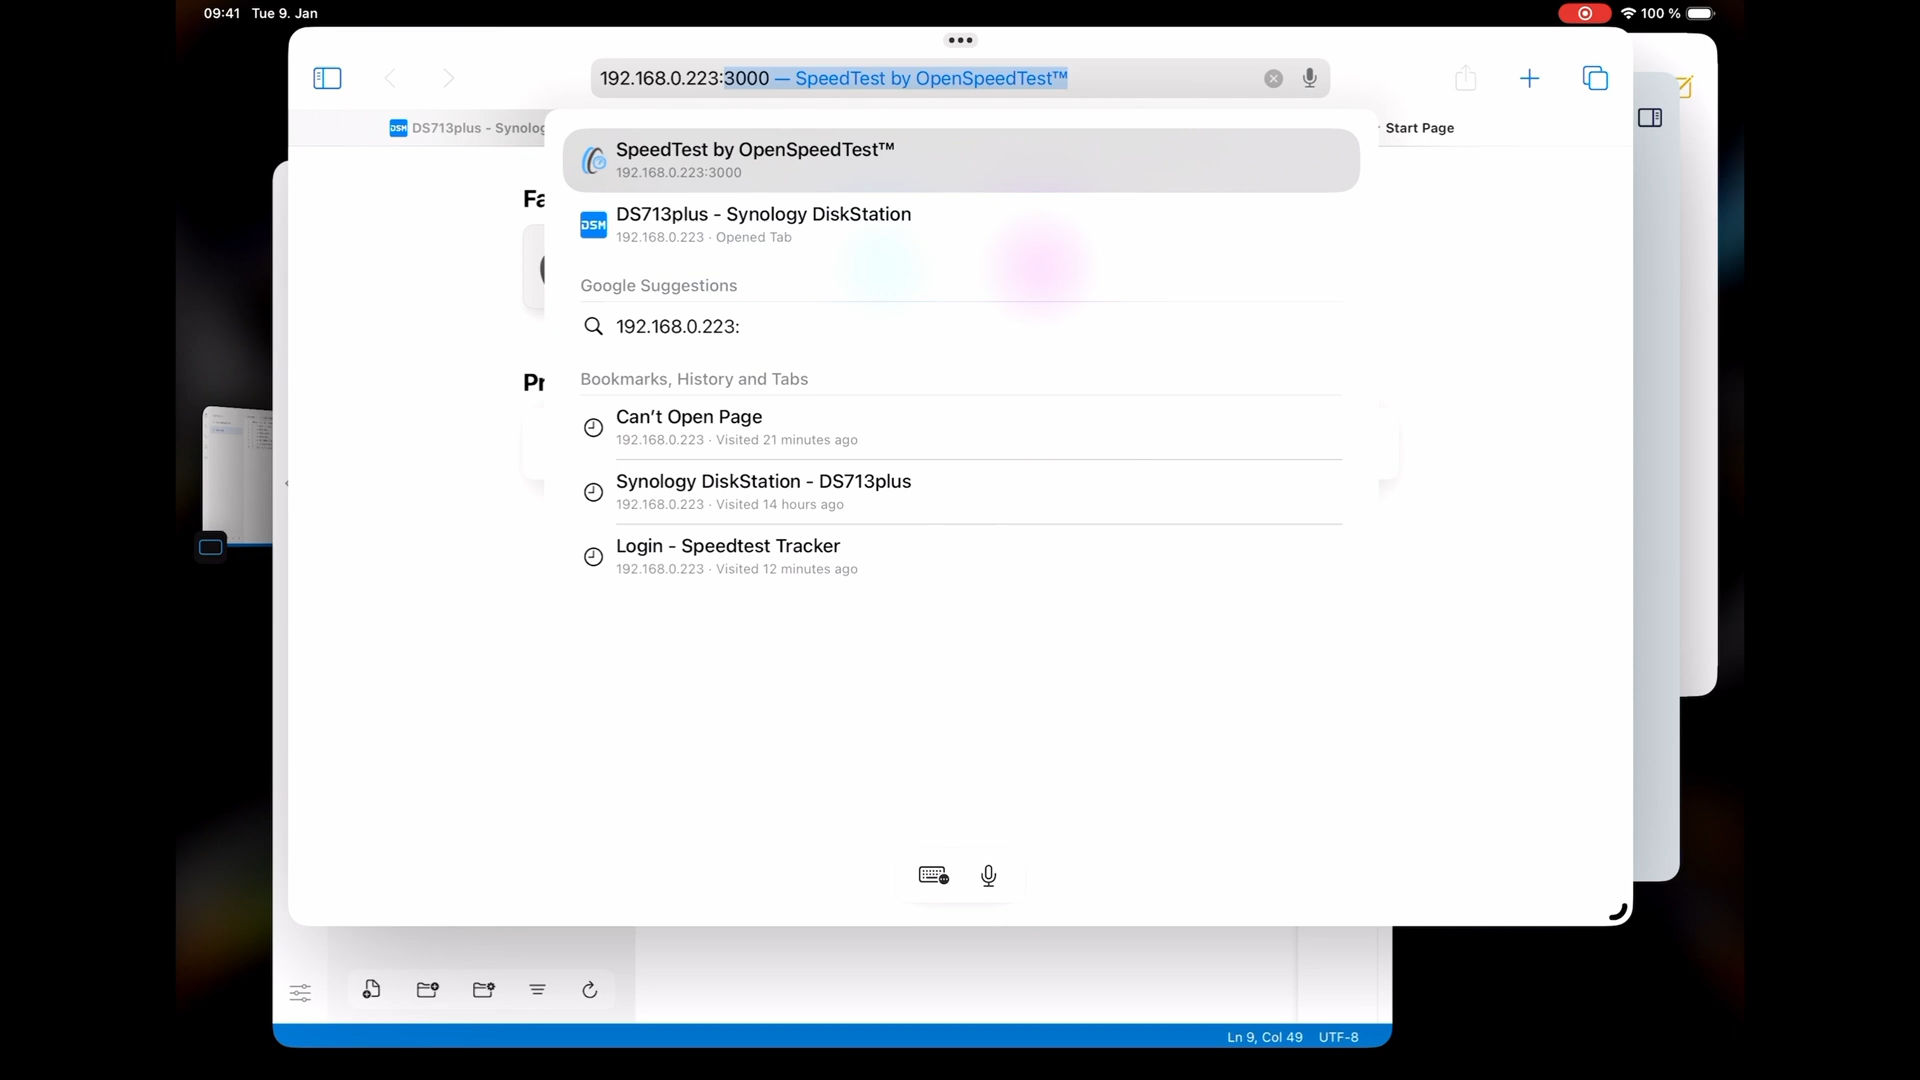 09:41 Tue 9. Jan
100 %
192.168.0.223:3000 — SpeedTest by OpenSpeedTest™
DSM DS713plus - Synolog
Start Page
SpeedTest by OpenSpeedTest™
192.168.0.223:3000
Fa
DSM
DS713plus - Synology DiskStation
192.168.0.223 · Opened Tab
Google Suggestions
192.168.0.223:
Pr
Bookmarks, History and Tabs
Can’t Open Page
192.168.0.223 · Visited 21 minutes ago
Synology DiskStation - DS713plus
192.168.0.223 · Visited 14 hours ago
Login - Speedtest Tracker
192.168.0.223 · Visited 12 minutes ago
Ln 9, Col 49 UTF-8